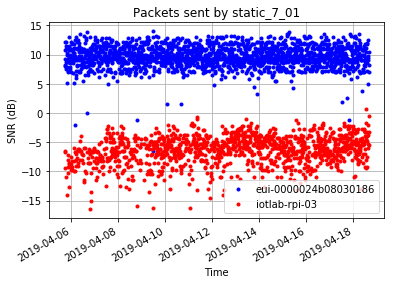 Packets sent by static_7_01
15
10
5
0
−5
−10
−15
SNR (dB)
eui-0000024b08030186
iotlab-rpi-03
2019-04-06
2019-04-08
2019-04-10
2019-04-12
2019-04-14
2019-04-16
2019-04-18
Time